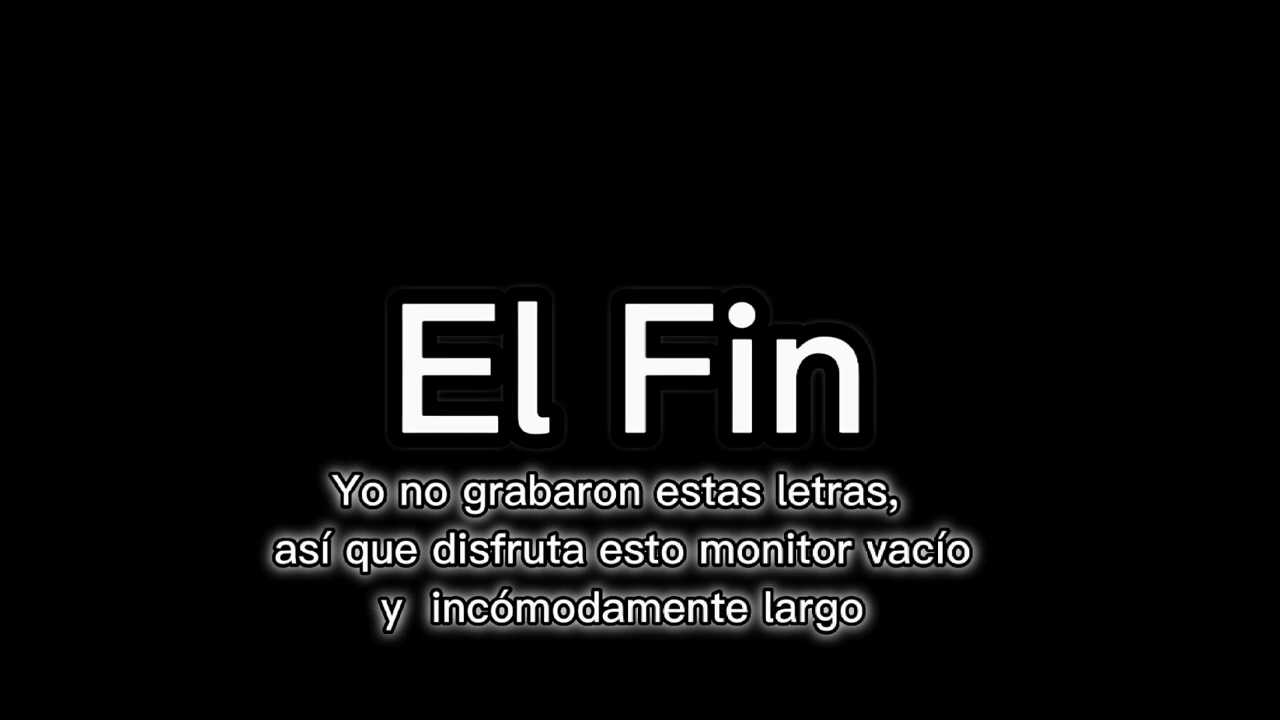 El Fin
Yo no grabaron estas letras,
así que disfruta esto monitor vacío
y incómodamente largo